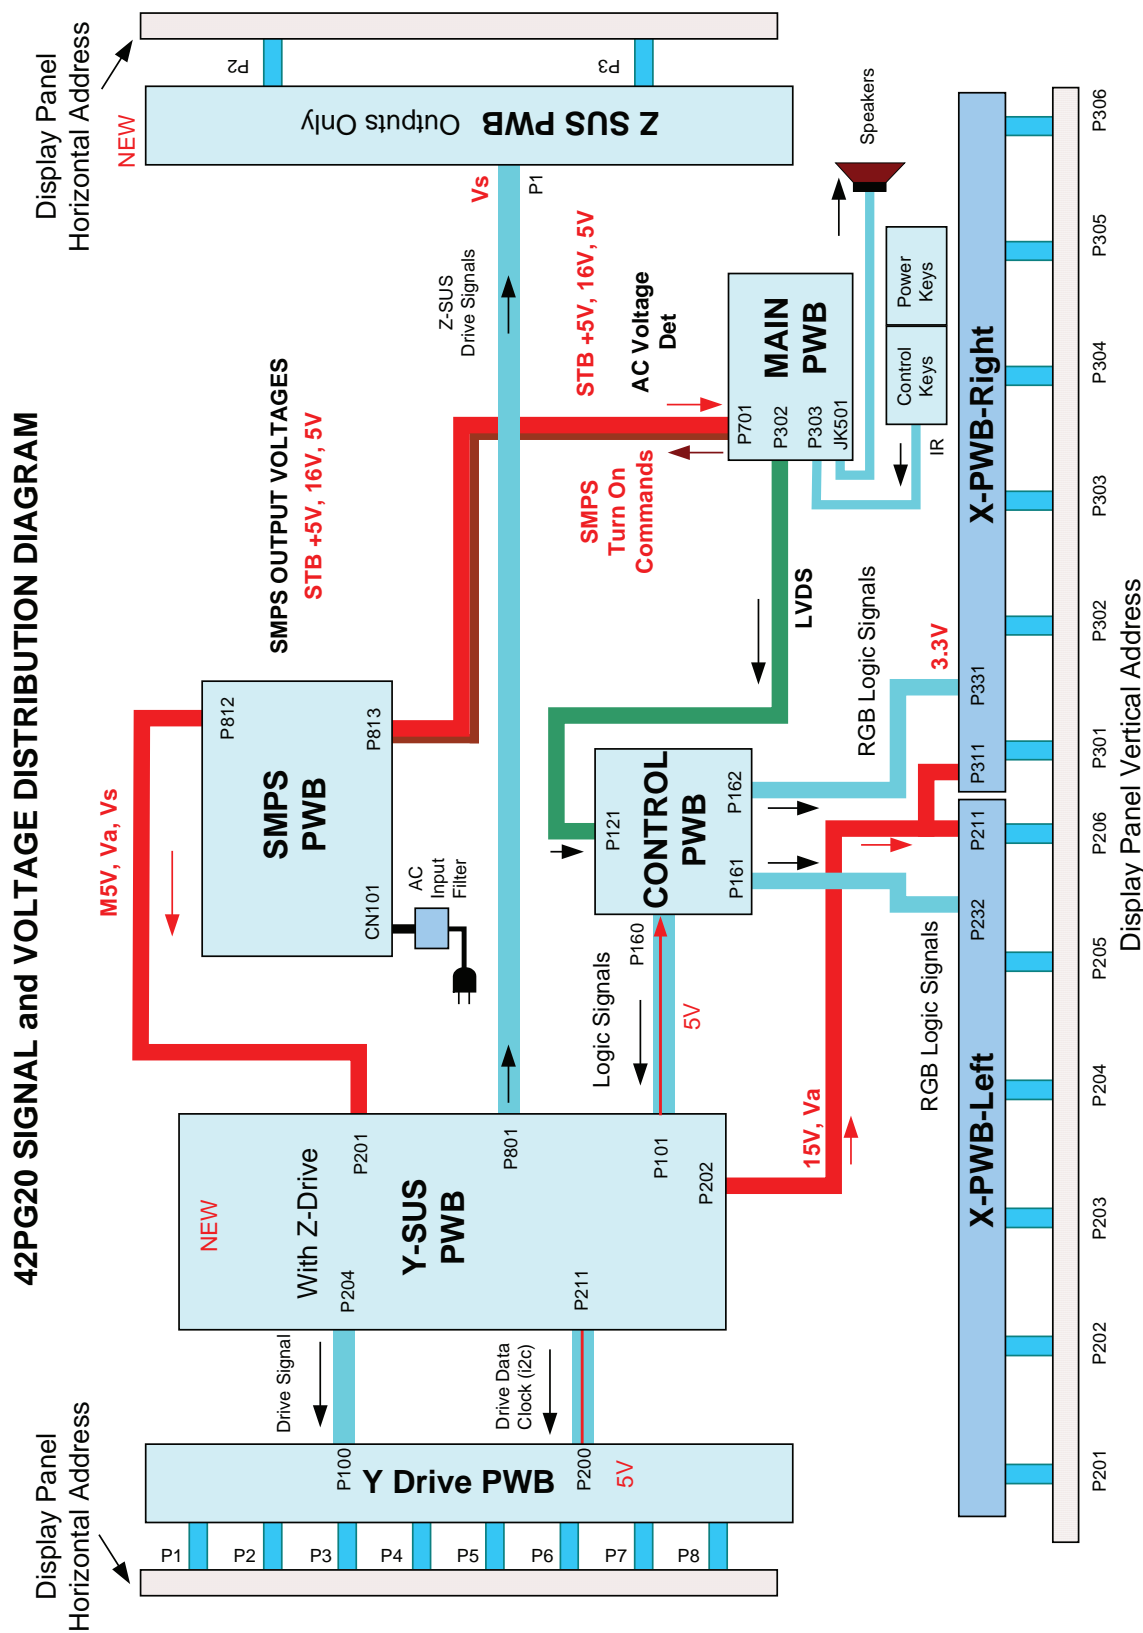 42PG20 SIGNAL and VOLTAGE DISTRIBUTION DIAGRAM
Display Panel
Horizontal Address
P1
P2
P3
P4
P5
P6
P7
P8
Y Drive PWB
P100
P200
5V
Drive Signal
Drive Data
Clock (i2c)
NEW
With Z-Drive
Y-SUS
PWB
P204
P211
P201
P801
P101
P202
M5V, Va, Vs
SMPS
PWB
P812
P813
CN101
AC
Input
Filter
SMPS OUTPUT VOLTAGES
STB +5V, 16V, 5V
Z-SUS
Drive Signals
Vs
P1
NEW
Z SUS PWB Outputs Only
P2
P3
Display Panel
Horizontal Address
STB +5V, 16V, 5V
AC Voltage
Det
SMPS
Turn On
Commands
MAIN
PWB
P701
P302
P303
JK501
Speakers
Control
Keys
Power
Keys
IR
LVDS
CONTROL
PWB
P121
P160
P161
P162
Logic Signals
5V
15V, Va
RGB Logic Signals
RGB Logic Signals
3.3V
P232
P211
P311
P331
X-PWB-Left
X-PWB-Right
P201
P202
P203
P204
P205
P206
P301
P302
P303
P304
P305
P306
Display Panel Vertical Address